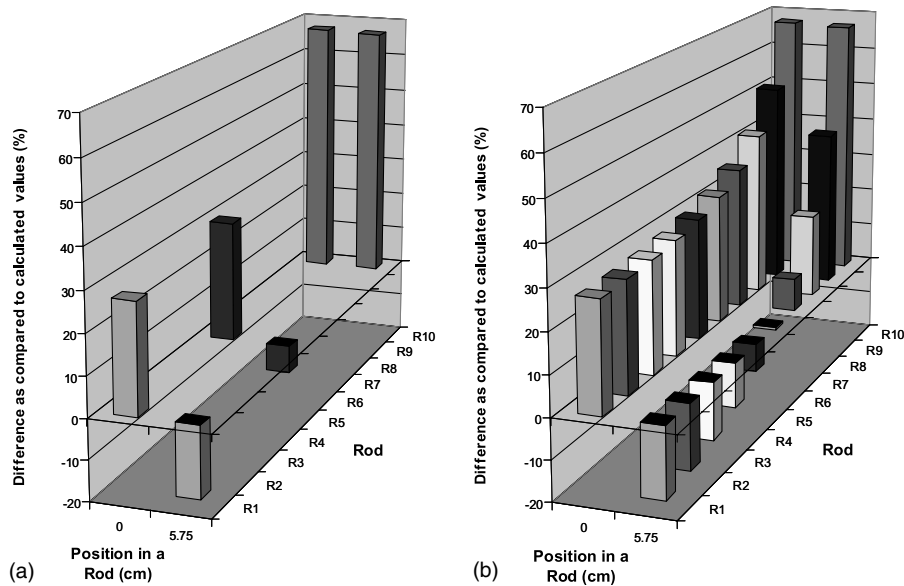 Difference as compared to calculated values (%)
70
60
50
40
30
20
10
0
-10
-20
0
5.75
Position in a
Rod (cm)
R1
R2
R3
R4
R5
R6
R7
R8
R9
R10
Rod
(a)
Difference as compared to calculated values (%)
70
60
50
40
30
20
10
0
-10
-20
0
5.75
Position in a
Rod (cm)
R1
R2
R3
R4
R5
R6
R7
R8
R9
R10
Rod
(b)